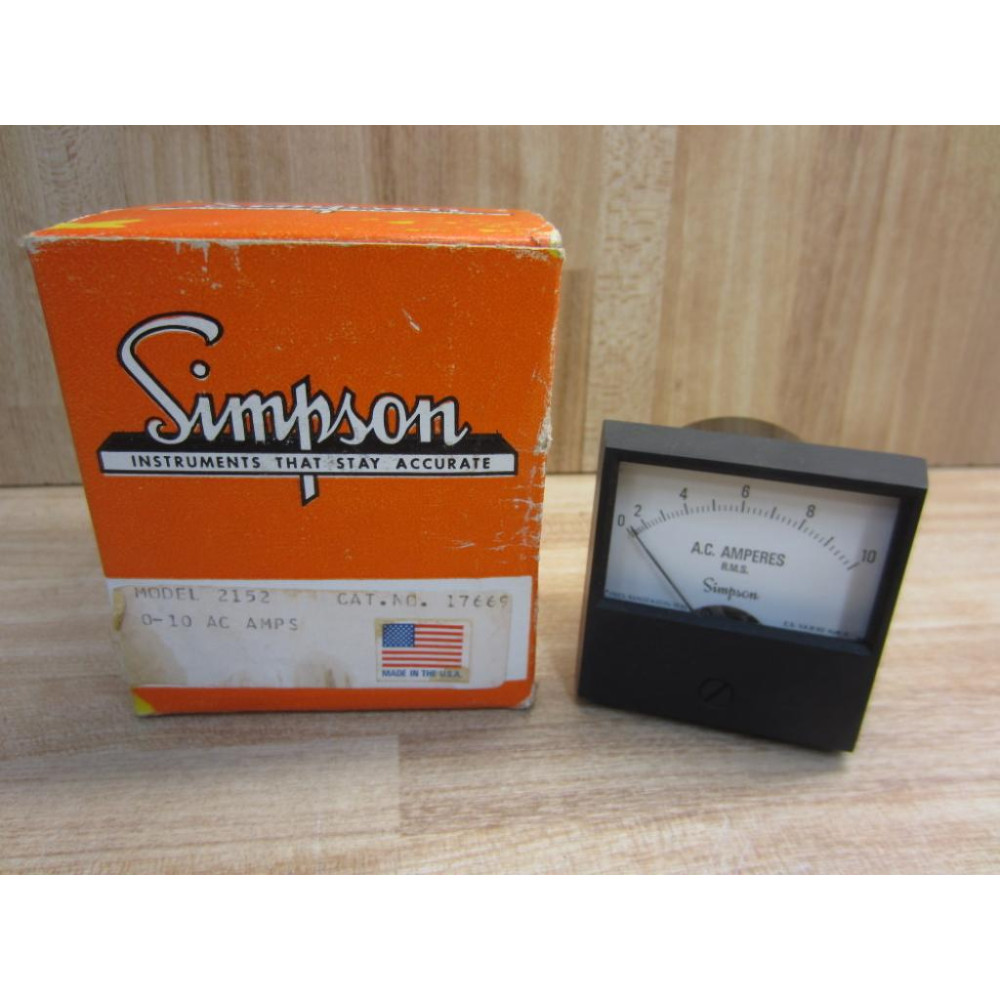 Simpson
INSTRUMENTS THAT STAY ACCURATE
MODEL 2152 CAT.NO. 17669
0-10 AC AMPS
MADE IN THE U.S.A.
0 2 4 6 8 10
A.C. AMPERES
R.M.S.
Simpson